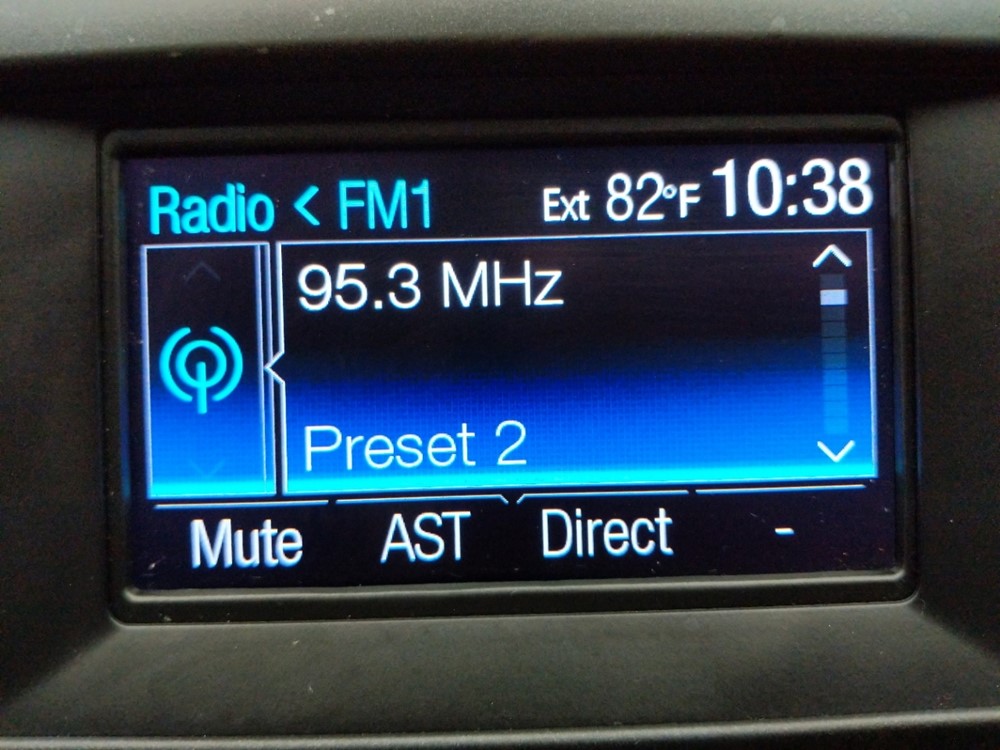 Radio < FM1 Ext 82°F 10:38
95.3 MHz
Preset 2
Mute AST Direct -